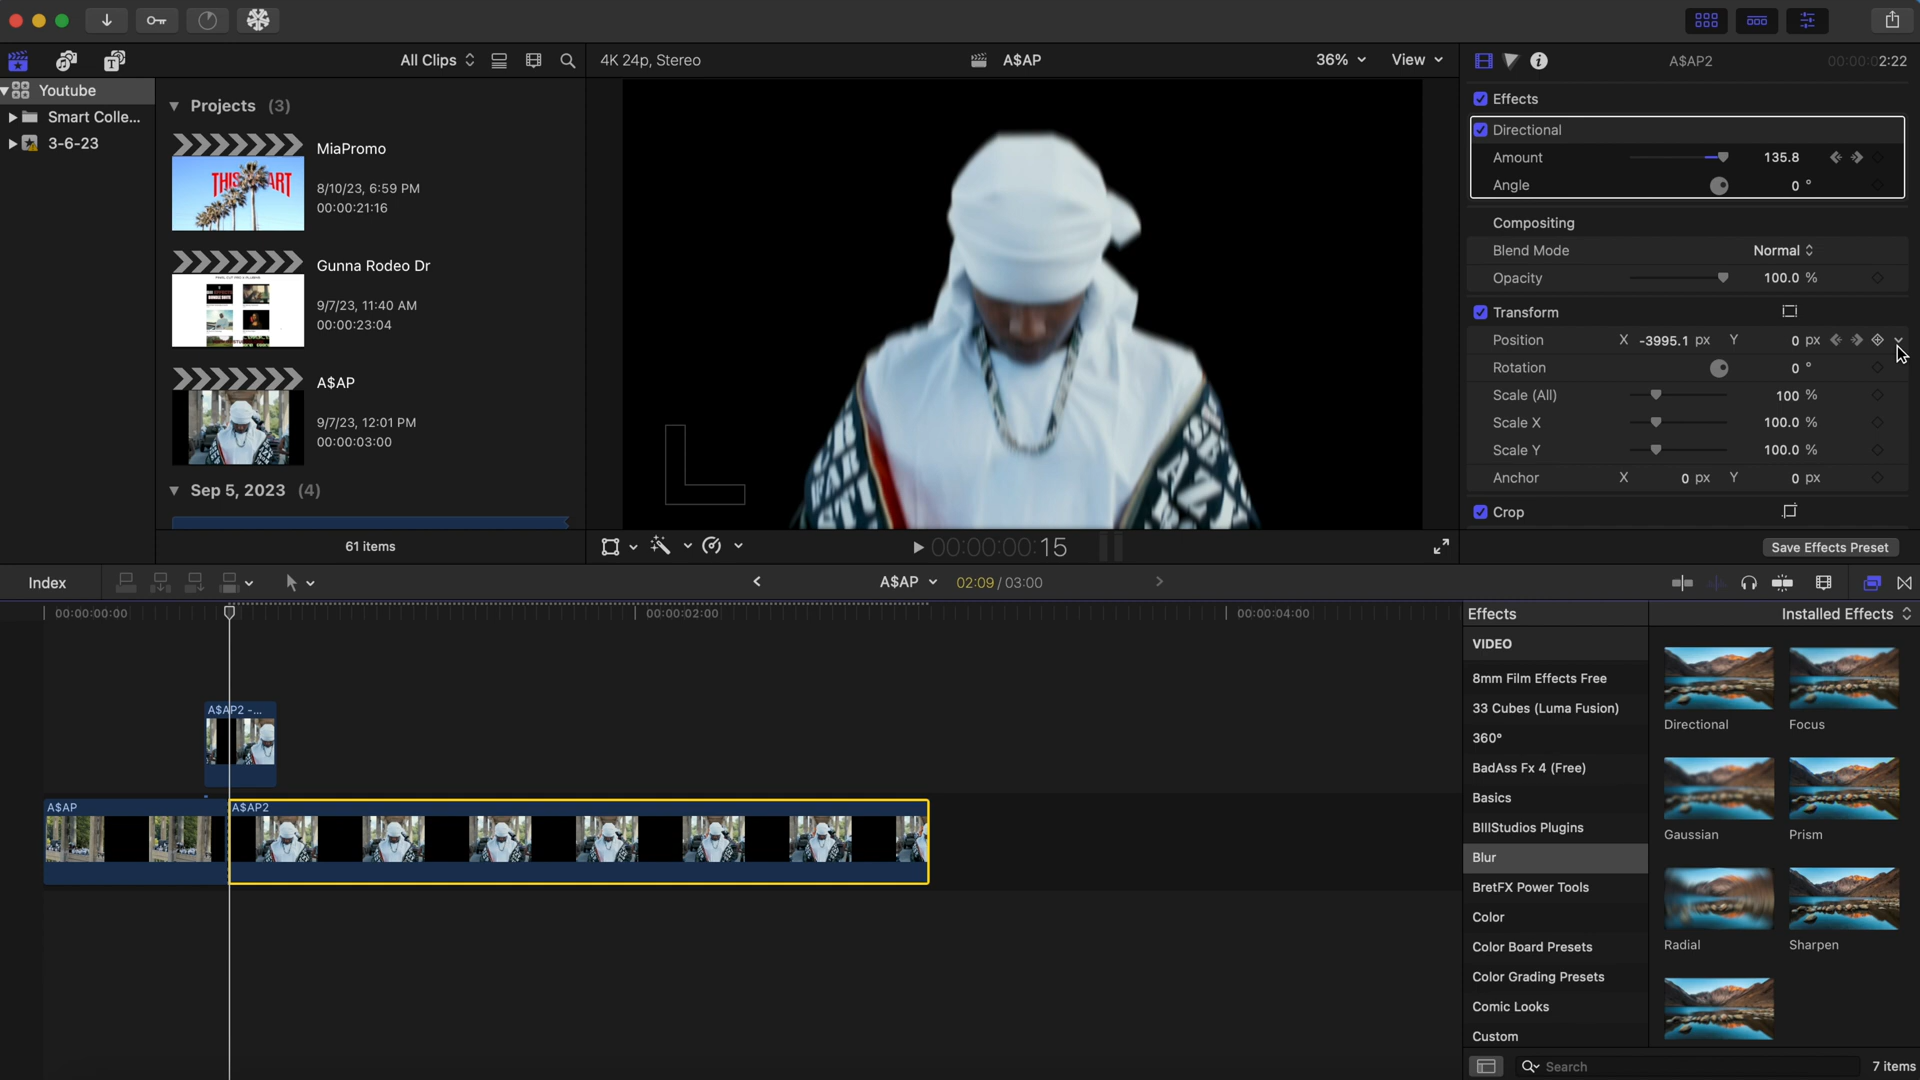 All Clips
4K 24p, Stereo
A$AP
36%
View
A$AP2
00:00:02:22
Youtube
Smart Colle...
3-6-23
Projects (3)
MiaPromo
8/10/23, 6:59 PM
00:00:21:16
Gunna Rodeo Dr
9/7/23, 11:40 AM
00:00:23:04
A$AP
9/7/23, 12:01 PM
00:00:03:00
Sep 5, 2023 (4)
61 items
00:00:00:15
Effects
Directional
Amount 135.8
Angle 0 °
Compositing
Blend Mode Normal
Opacity 100.0 %
Transform
Position X -3995.1 px Y 0 px
Rotation 0 °
Scale (All) 100 %
Scale X 100.0 %
Scale Y 100.0 %
Anchor X 0 px Y 0 px
Crop
Save Effects Preset
Index
A$AP 02:09 / 03:00
00:00:00:00
00:00:02:00
00:00:04:00
A$AP2 -...
A$AP
A$AP2
Effects
Installed Effects
VIDEO
8mm Film Effects Free
33 Cubes (Luma Fusion)
360°
BadAss Fx 4 (Free)
Basics
BIIIStudios Plugins
Blur
BretFX Power Tools
Color
Color Board Presets
Color Grading Presets
Comic Looks
Custom
Directional
Focus
Gaussian
Prism
Radial
Sharpen
Search
7 items